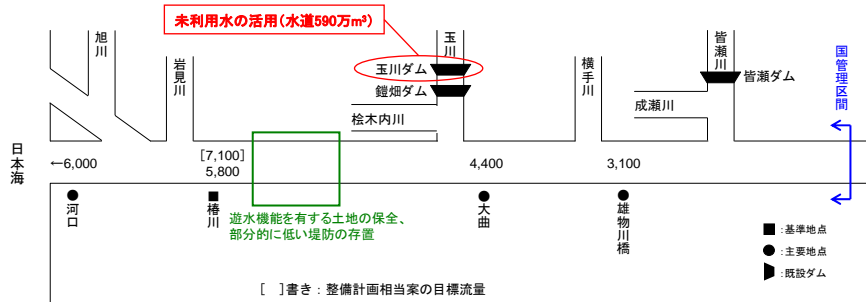 未利用水の活用(水道590万m³)
旭川
岩見川
玉川
玉川ダム
鎧畑ダム
桧木内川
横手川
皆瀬川
皆瀬ダム
成瀬川
国管理区間
日本海
←6,000
[7,100]
5,800
4,400
3,100
河口
椿川
遊水機能を有する土地の保全、
部分的に低い堤防の存置
大曲
雄物川橋
■ : 基準地点
● : 主要地点
: 既設ダム
[ ]書き : 整備計画相当案の目標流量